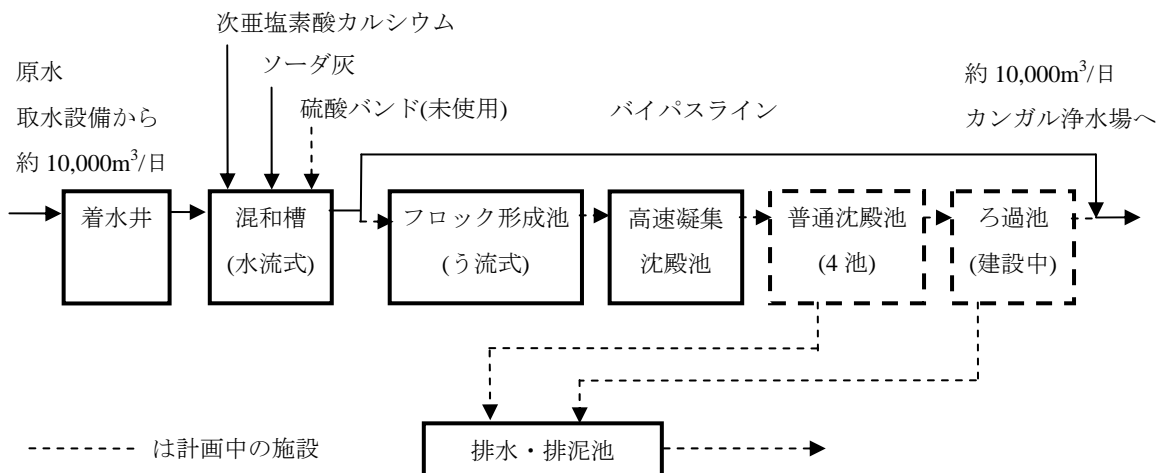 次亜塩素酸カルシウム
ソーダ灰
硫酸バンド(未使用)
原水
取水設備から
約 10,000m³/日
バイパスライン
約 10,000m³/日
カンガル浄水場へ
着水井
混和槽
(水流式)
フロック形成池
(う流式)
高速凝集
沈殿池
普通沈殿池
(4 池)
ろ過池
(建設中)
は計画中の施設
排水・排泥池